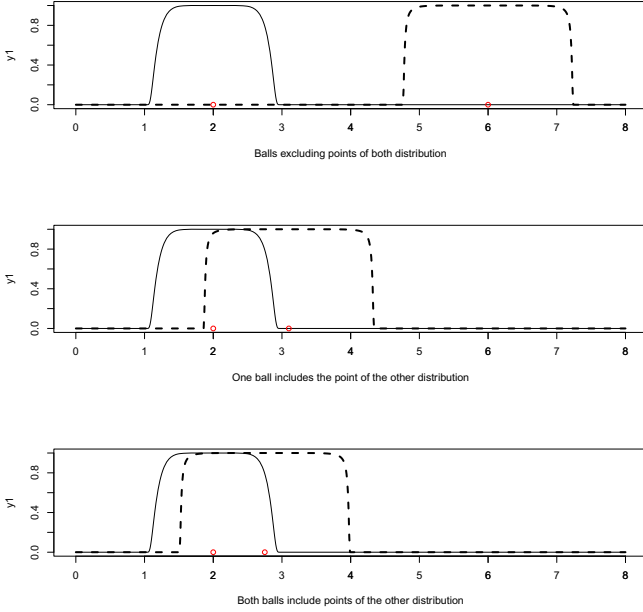 y1
0.0 0.4 0.8
0 1 2 3 4 5 6 7 8
Balls excluding points of both distribution
y1
0.0 0.4 0.8
0 1 2 3 4 5 6 7 8
One ball includes the point of the other distribution
y1
0.0 0.4 0.8
0 1 2 3 4 5 6 7 8
Both balls include points of the other distribution